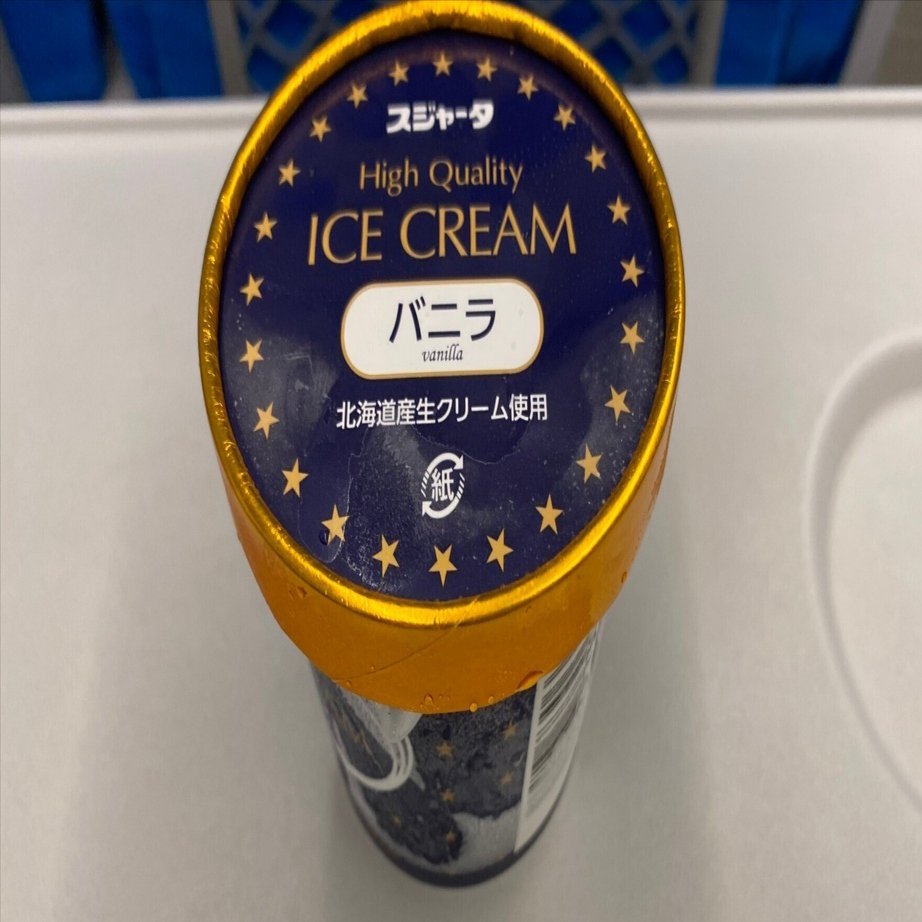 スジャータ
High Quality
ICE CREAM
バニラ
vanilla
北海道産生クリーム使用
紙